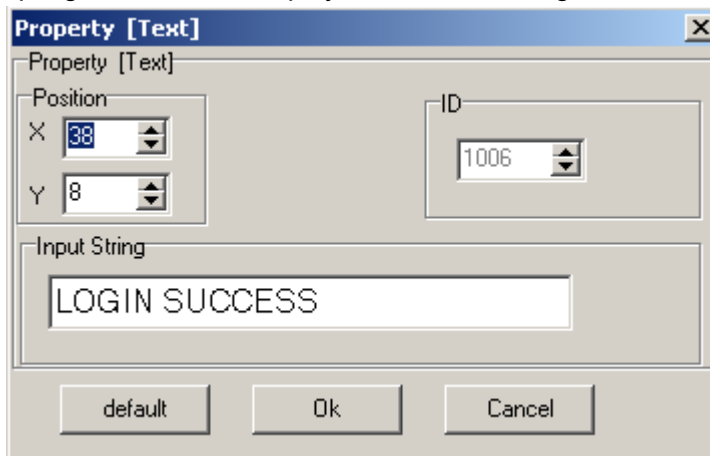 Property [Text]
Property [Text]
Position
ID
X 38
1006
Y 8
Input String
LOGIN SUCCESS
default Ok Cancel